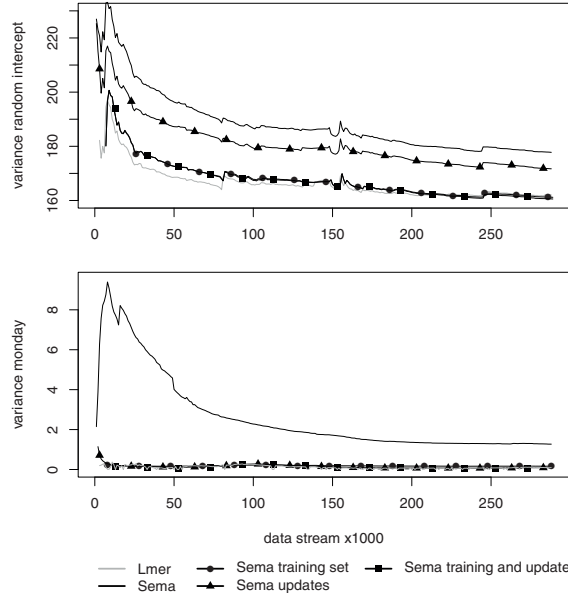 variance random intercept
220
200
180
160
0 50 100 150 200 250
variance monday
8
6
4
2
0
0 50 100 150 200 250
data stream x1000
Lmer Sema training set Sema training and update
Sema Sema updates